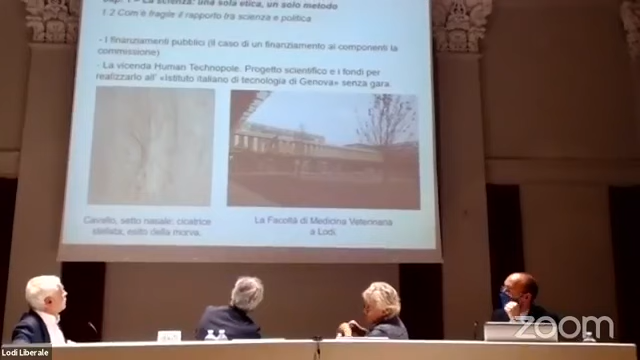 Cap. 1 – La scienza: una sola etica, un solo metodo
1.2 Com'è fragile il rapporto tra scienza e politica
- I finanziamenti pubblico (il caso di un finanziamento ai componenti la
commissione)
- La vicenda Human Technopole. Progetto scientifico e i fondi per
realizzarlo all' «Istituto italiano di tecnologia di Genova» senza gara.
Cavallo, setto nasale: cicatrice
stellata, esito della morva.
La Facoltà di Medicina Veterinaria
a Lodi.
zoom
Lodi Liberale